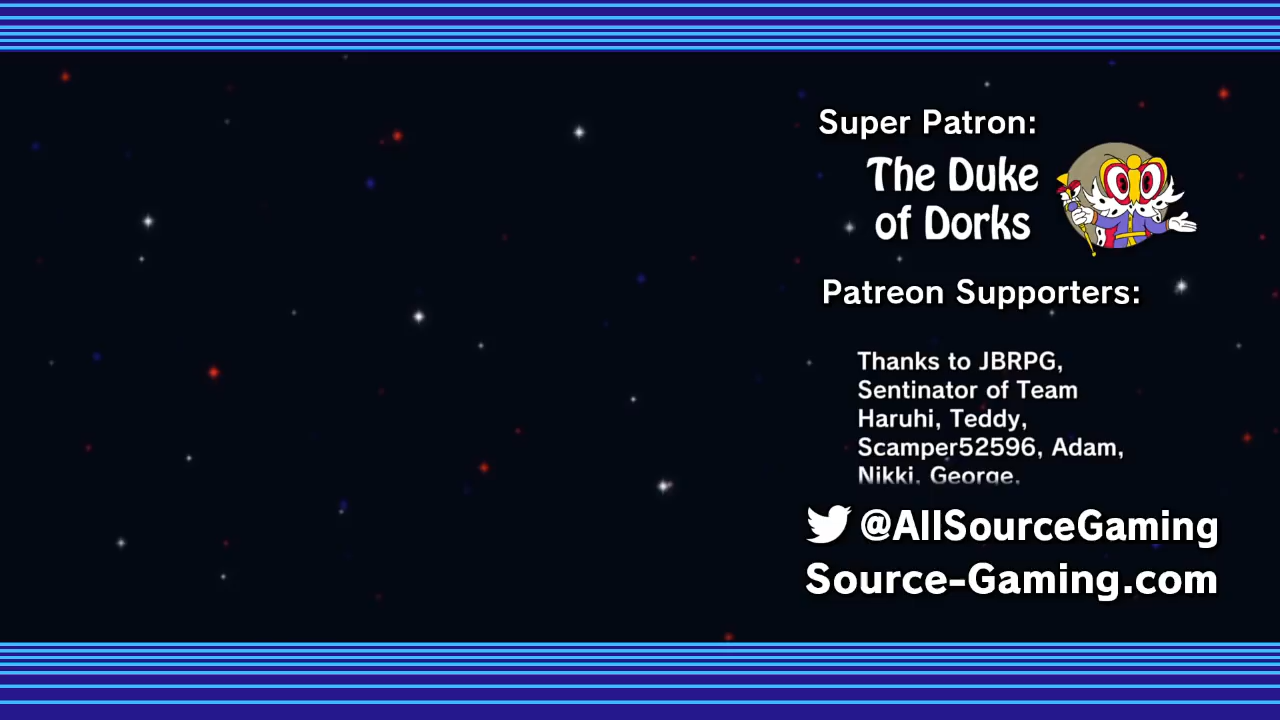 Super Patron:
The Duke
of Dorks
Patreon Supporters:
Thanks to JBRPG,
Sentinator of Team
Haruhi, Teddy,
Scamper52596, Adam,
Nikki, George,
@AllSourceGaming
Source-Gaming.com